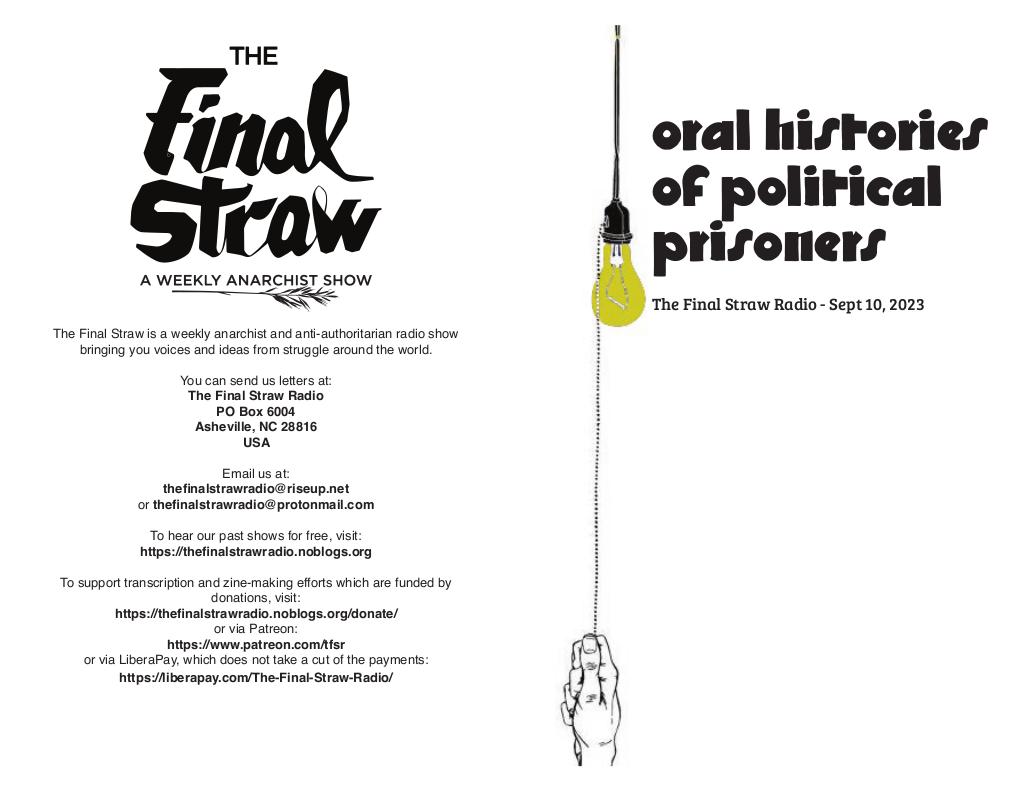 THE
Final
Straw
A WEEKLY ANARCHIST SHOW
The Final Straw is a weekly anarchist and anti-authoritarian radio show
bringing you voices and ideas from struggle around the world.
You can send us letters at:
The Final Straw Radio
PO Box 6004
Asheville, NC 28816
USA
Email us at:
thefinalstrawradio@riseup.net
or thefinalstrawradio@protonmail.com
To hear our past shows for free, visit:
https://thefinalstrawradio.noblogs.org
To support transcription and zine-making efforts which are funded by
donations, visit:
https://thefinalstrawradio.noblogs.org/donate/
or via Patreon:
https://www.patreon.com/tfsr
or via LiberaPay, which does not take a cut of the payments:
https://liberapay.com/The-Final-Straw-Radio/
oral histories
of political
prisoners
The Final Straw Radio - Sept 10, 2023